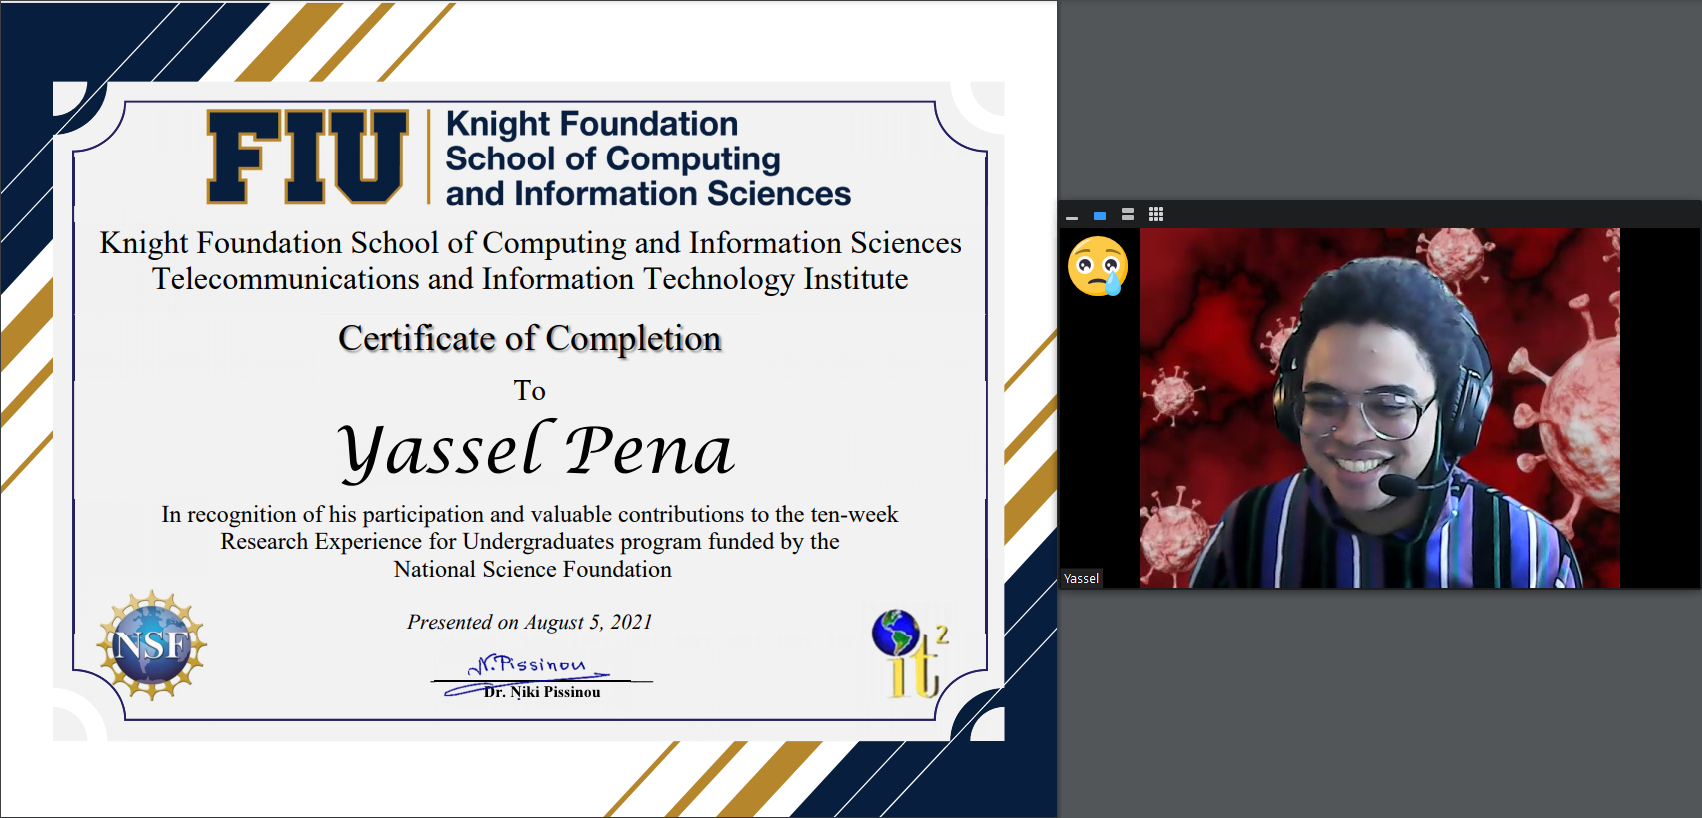 FIU
Knight Foundation
School of Computing
and Information Sciences
Knight Foundation School of Computing and Information Sciences
Telecommunications and Information Technology Institute
Certificate of Completion
To
Yassel Pena
In recognition of his participation and valuable contributions to the ten-week
Research Experience for Undergraduates program funded by the
National Science Foundation
NSF
Presented on August 5, 2021
it2
N. Pissinou
Dr. Niki Pissinou
Yassel